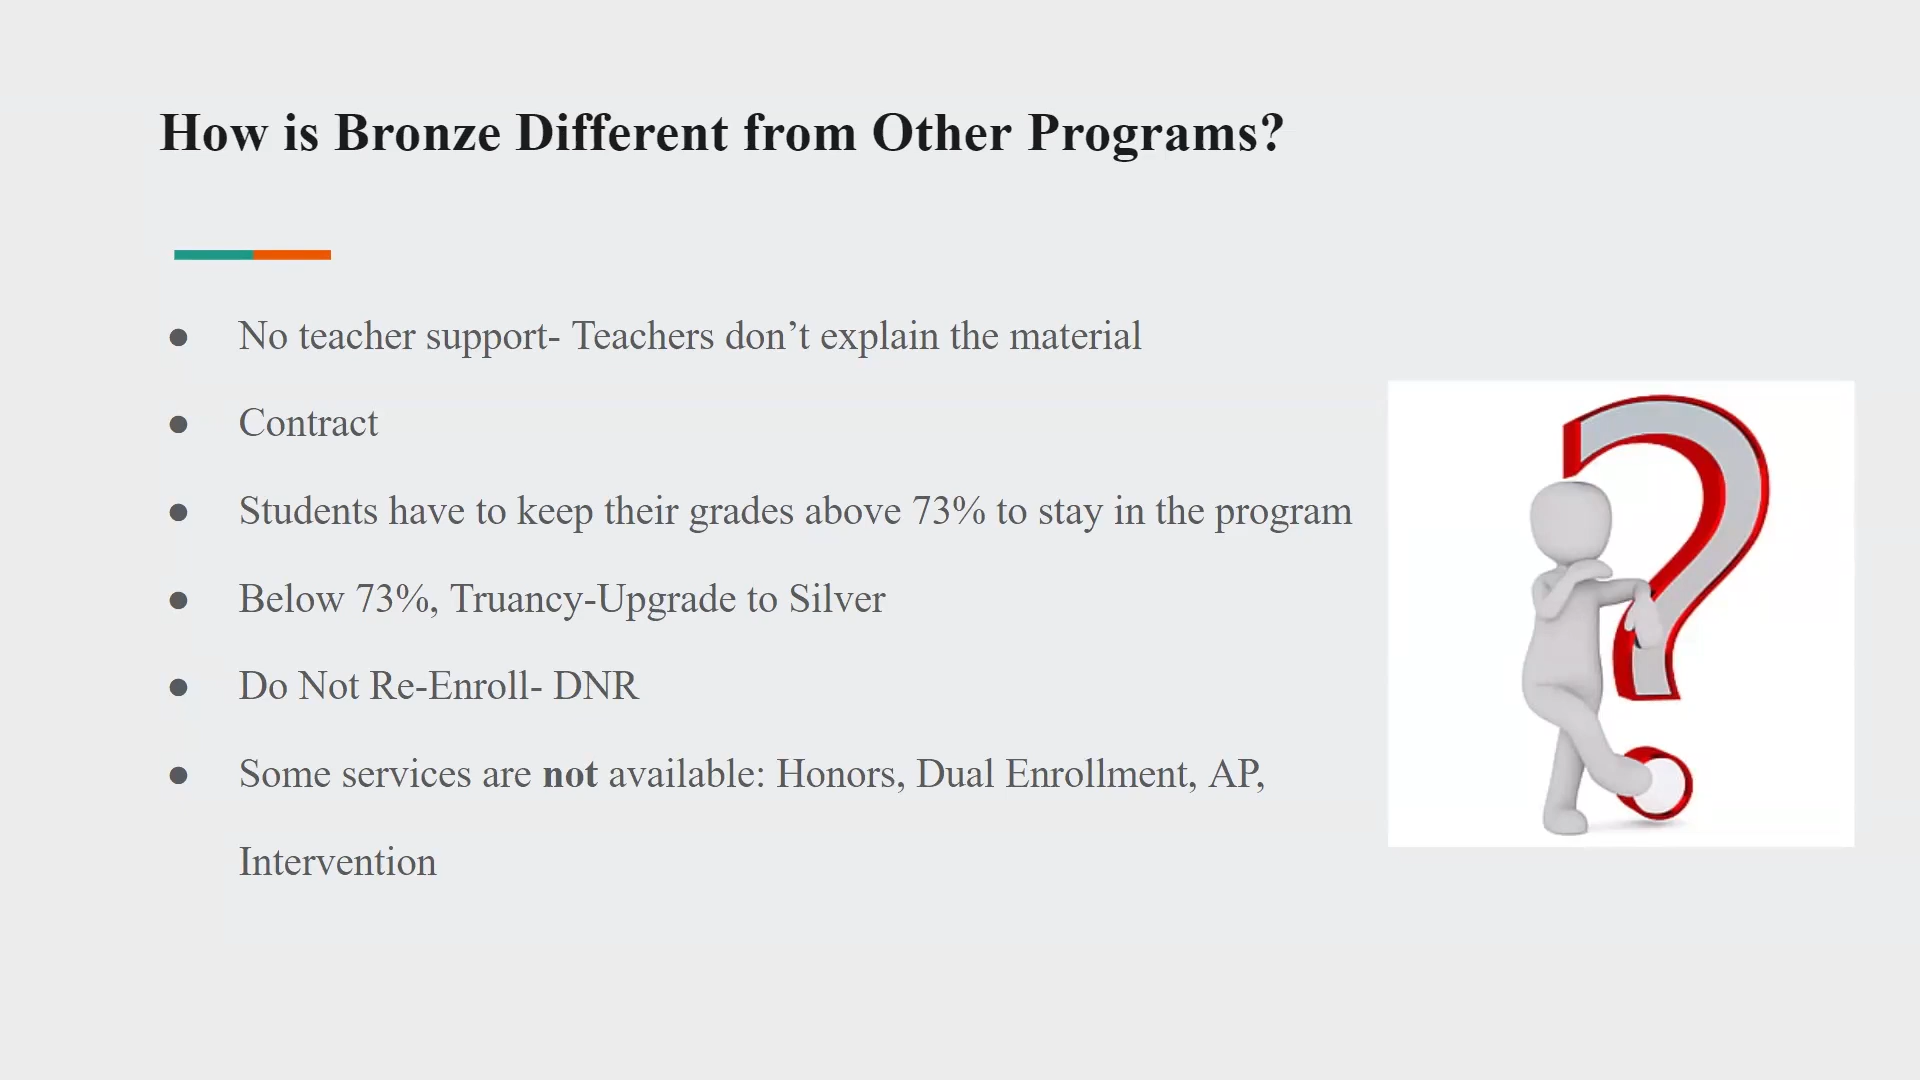 How is Bronze Different from Other Programs?
● No teacher support- Teachers don’t explain the material
● Contract
● Students have to keep their grades above 73% to stay in the program
● Below 73%, Truancy-Upgrade to Silver
● Do Not Re-Enroll- DNR
● Some services are not available: Honors, Dual Enrollment, AP,
Intervention